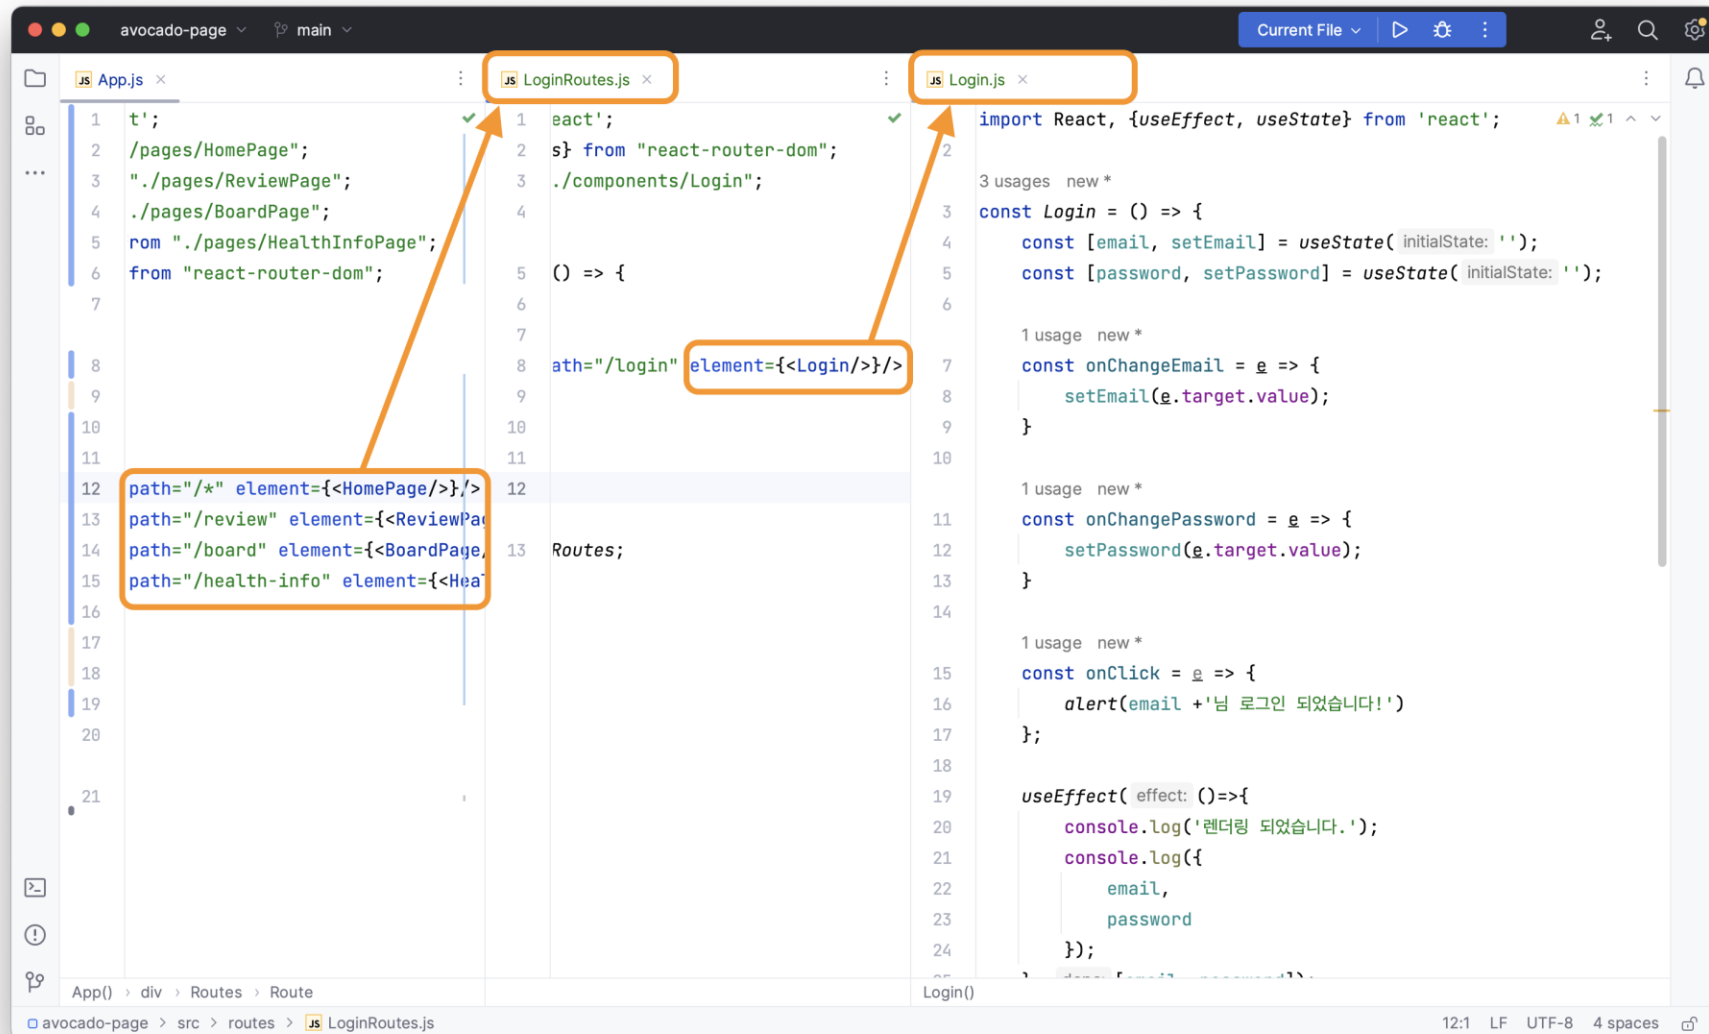 avocado-page
main
Current File
App.js
1 t';
2 /pages/HomePage";
3 "./pages/ReviewPage";
4 ./pages/BoardPage";
5 rom "./pages/HealthInfoPage";
6 from "react-router-dom";
7
8
9
10
11
12 path="/*" element={<HomePage/>}/>
13 path="/review" element={<ReviewPag
14 path="/board" element={<BoardPage/
15 path="/health-info" element={<Heal
16
17
18
19
20
21
App() › div › Routes › Route
LoginRoutes.js
1 eact';
2 s} from "react-router-dom";
3 ./components/Login";
4
5 () => {
6
7
8 ath="/login" element={<Login/>}/>
9
10
11
12
13 Routes;
Login.js
import React, {useEffect, useState} from 'react';
1 1
2
3 usages new *
3 const Login = () => {
4 const [email, setEmail] = useState( initialState: '');
5 const [password, setPassword] = useState( initialState: '');
6
1 usage new *
7 const onChangeEmail = e => {
8 setEmail(e.target.value);
9 }
10
1 usage new *
11 const onChangePassword = e => {
12 setPassword(e.target.value);
13 }
14
1 usage new *
15 const onClick = e => {
16 alert(email +'님 로그인 되었습니다!')
17 };
18
19 useEffect( effect: ()=>{
20 console.log('렌더링 되었습니다.');
21 console.log({
22 email,
23 password
24 });
Login()
avocado-page > src > routes > LoginRoutes.js
12:1 LF UTF-8 4 spaces